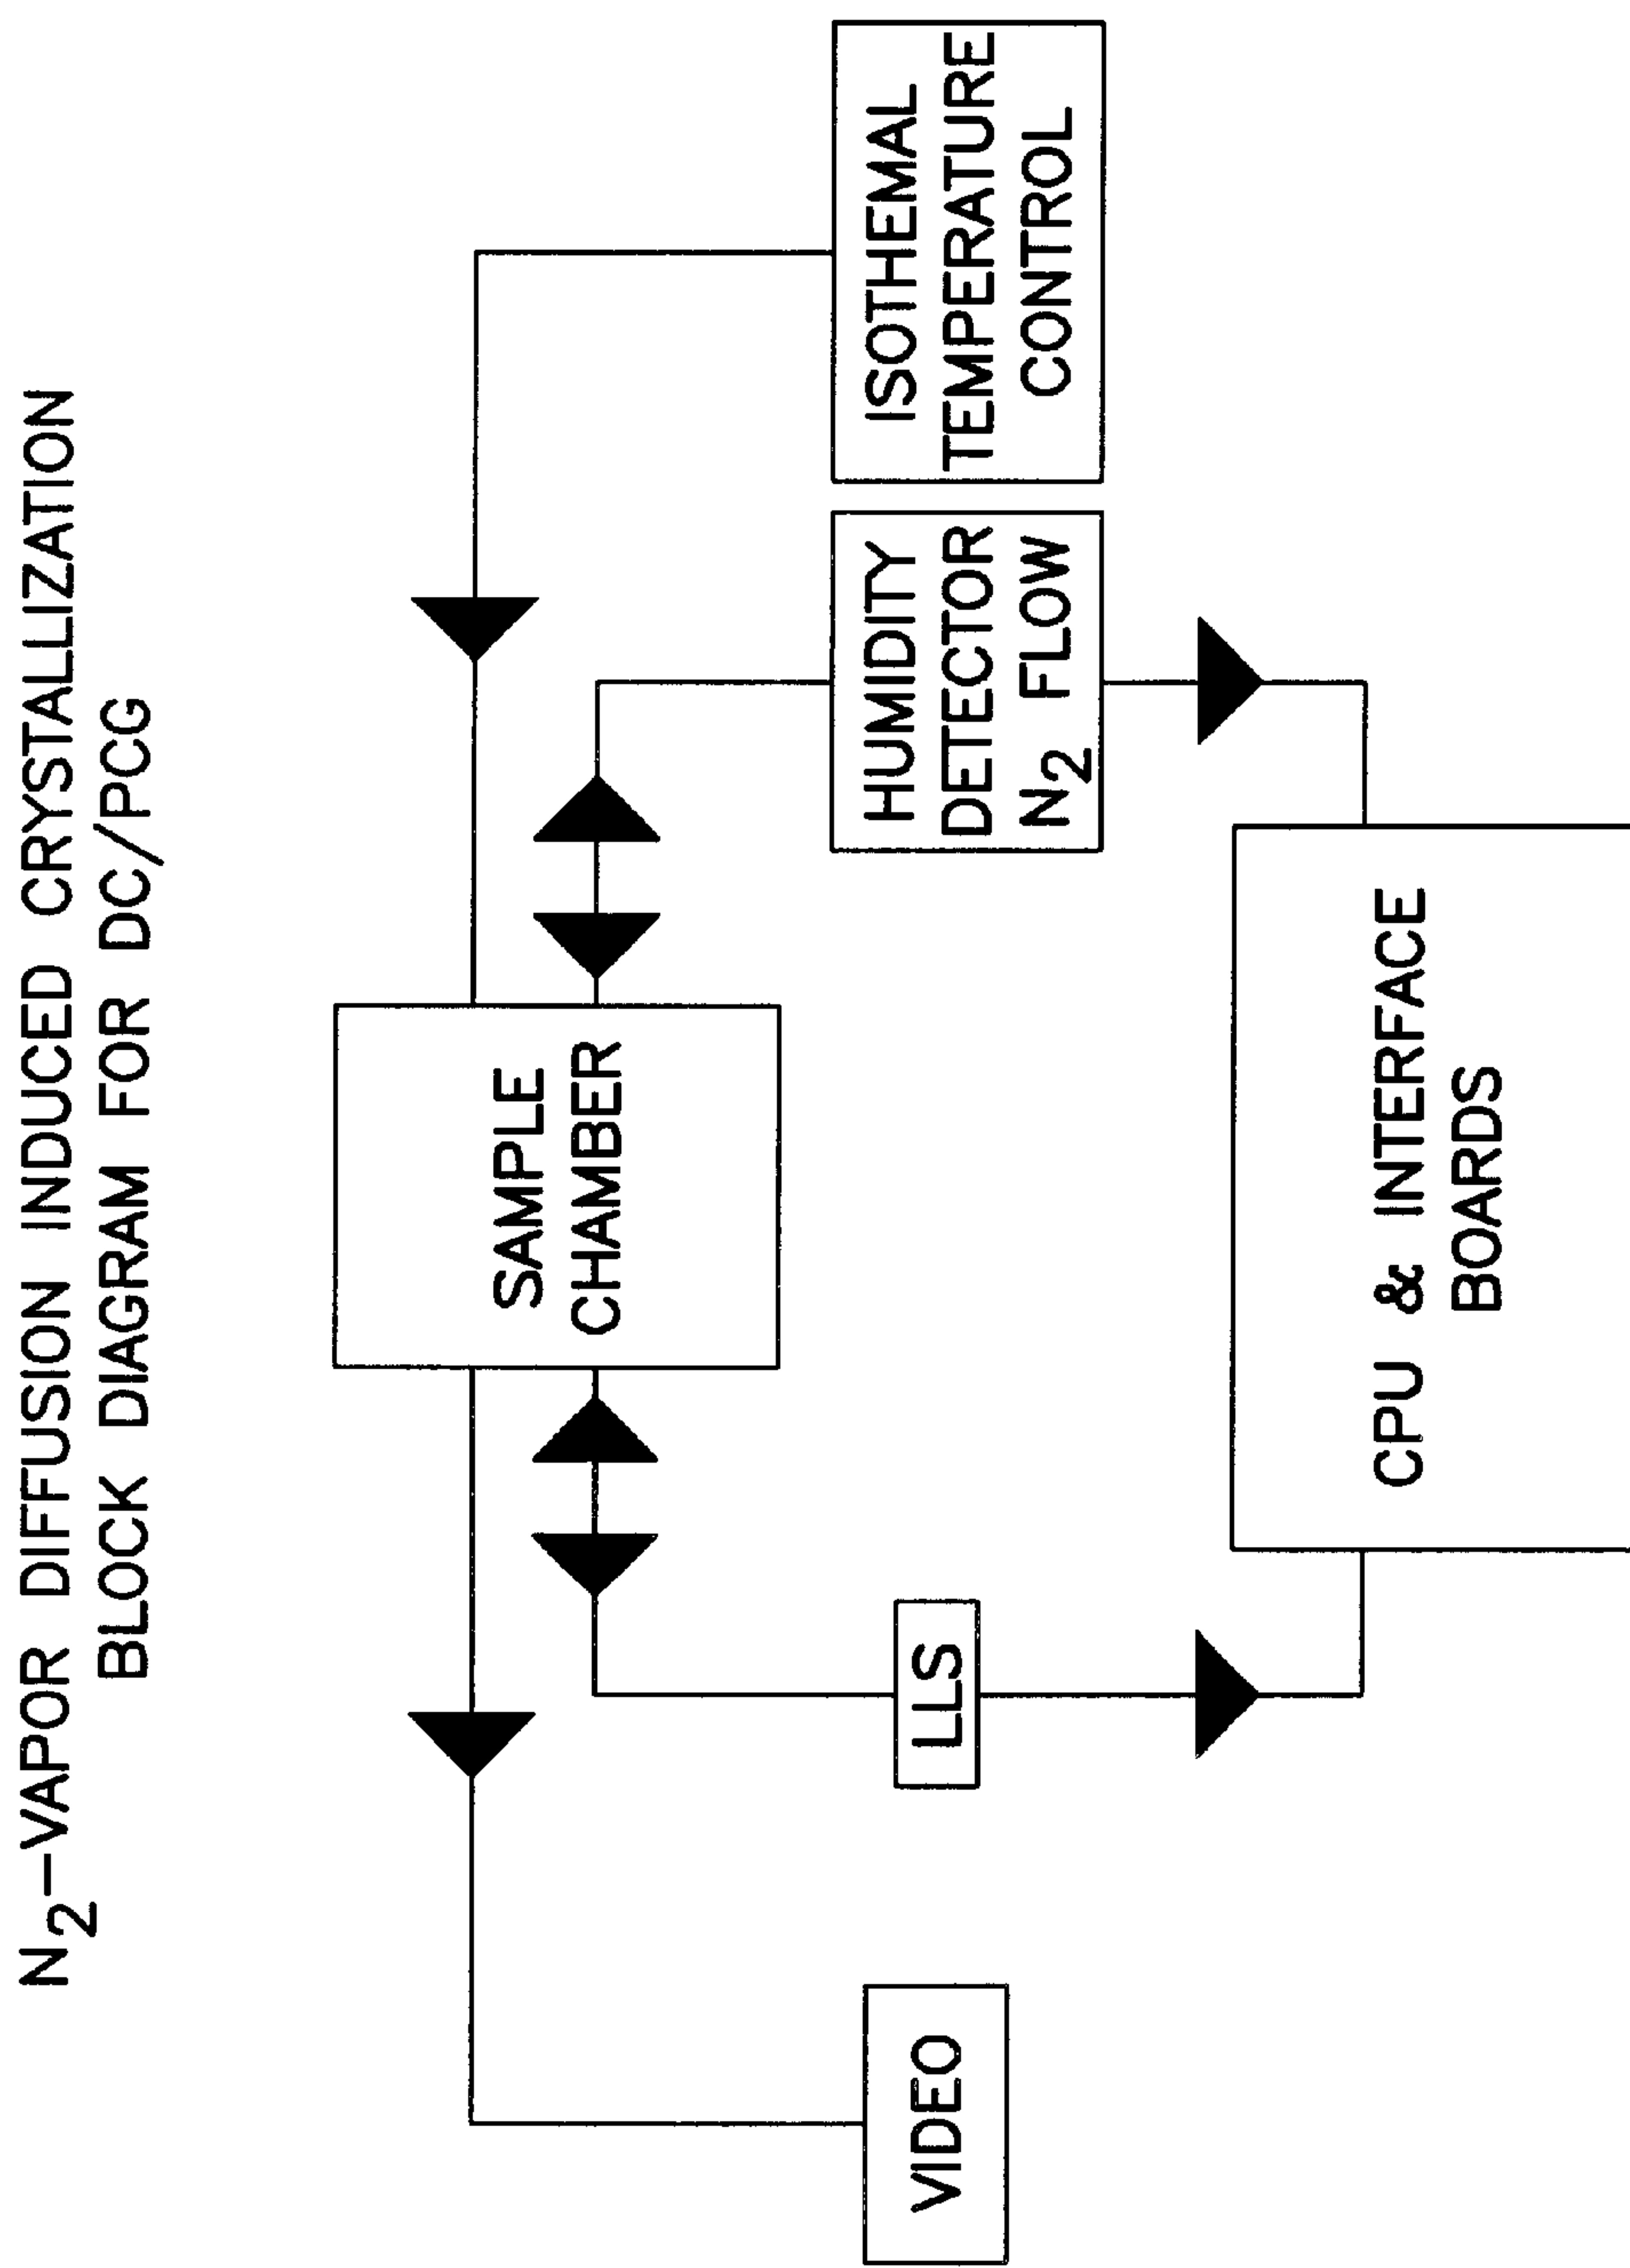 N₂-VAPOR DIFFUSION INDUCED CRYSTALLIZATION
BLOCK DIAGRAM FOR DC/PCG
SAMPLE
CHAMBER
VIDEO
LLS
HUMIDITY
DETECTOR
N₂ FLOW
ISOTHEMAL
TEMPERATURE
CONTROL
CPU & INTERFACE
BOARDS